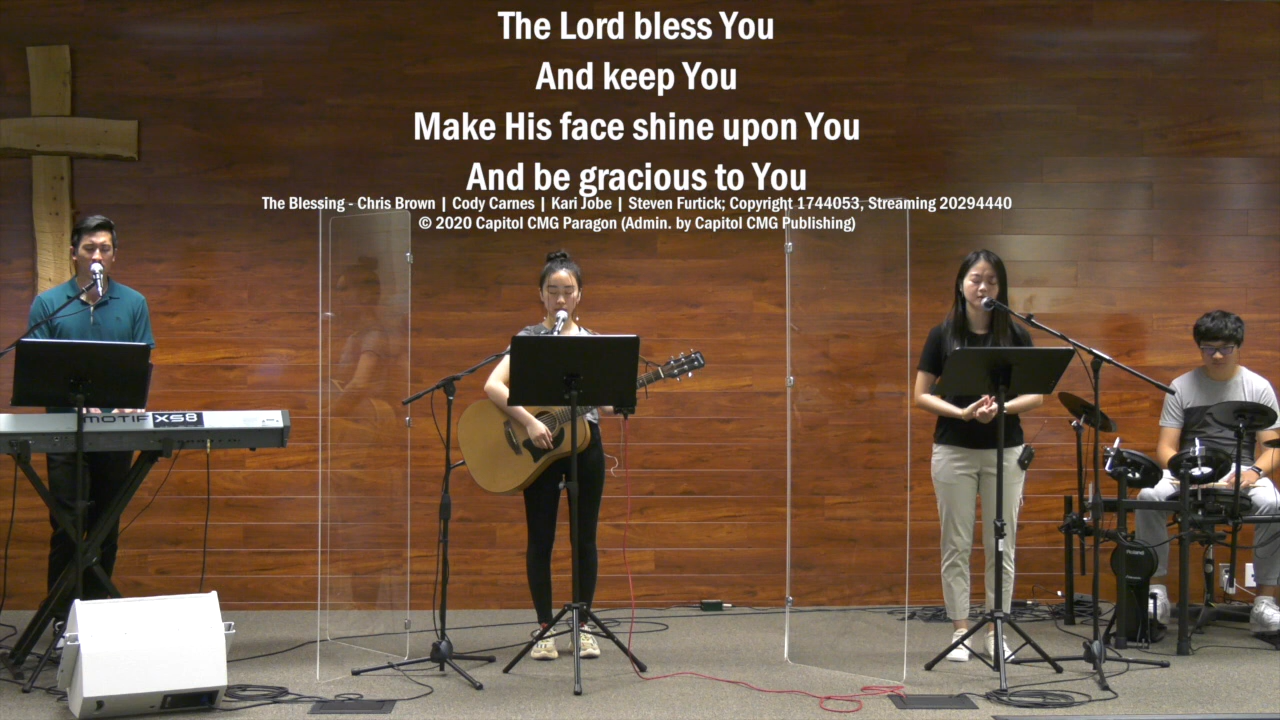 The Lord bless You
And keep You
Make His face shine upon You
And be gracious to You
The Blessing - Chris Brown | Cody Carnes | Kari Jobe | Steven Furtick; Copyright 1744053, Streaming 20294440
© 2020 Capitol CMG Paragon (Admin. by Capitol CMG Publishing)
MOTIF XS8